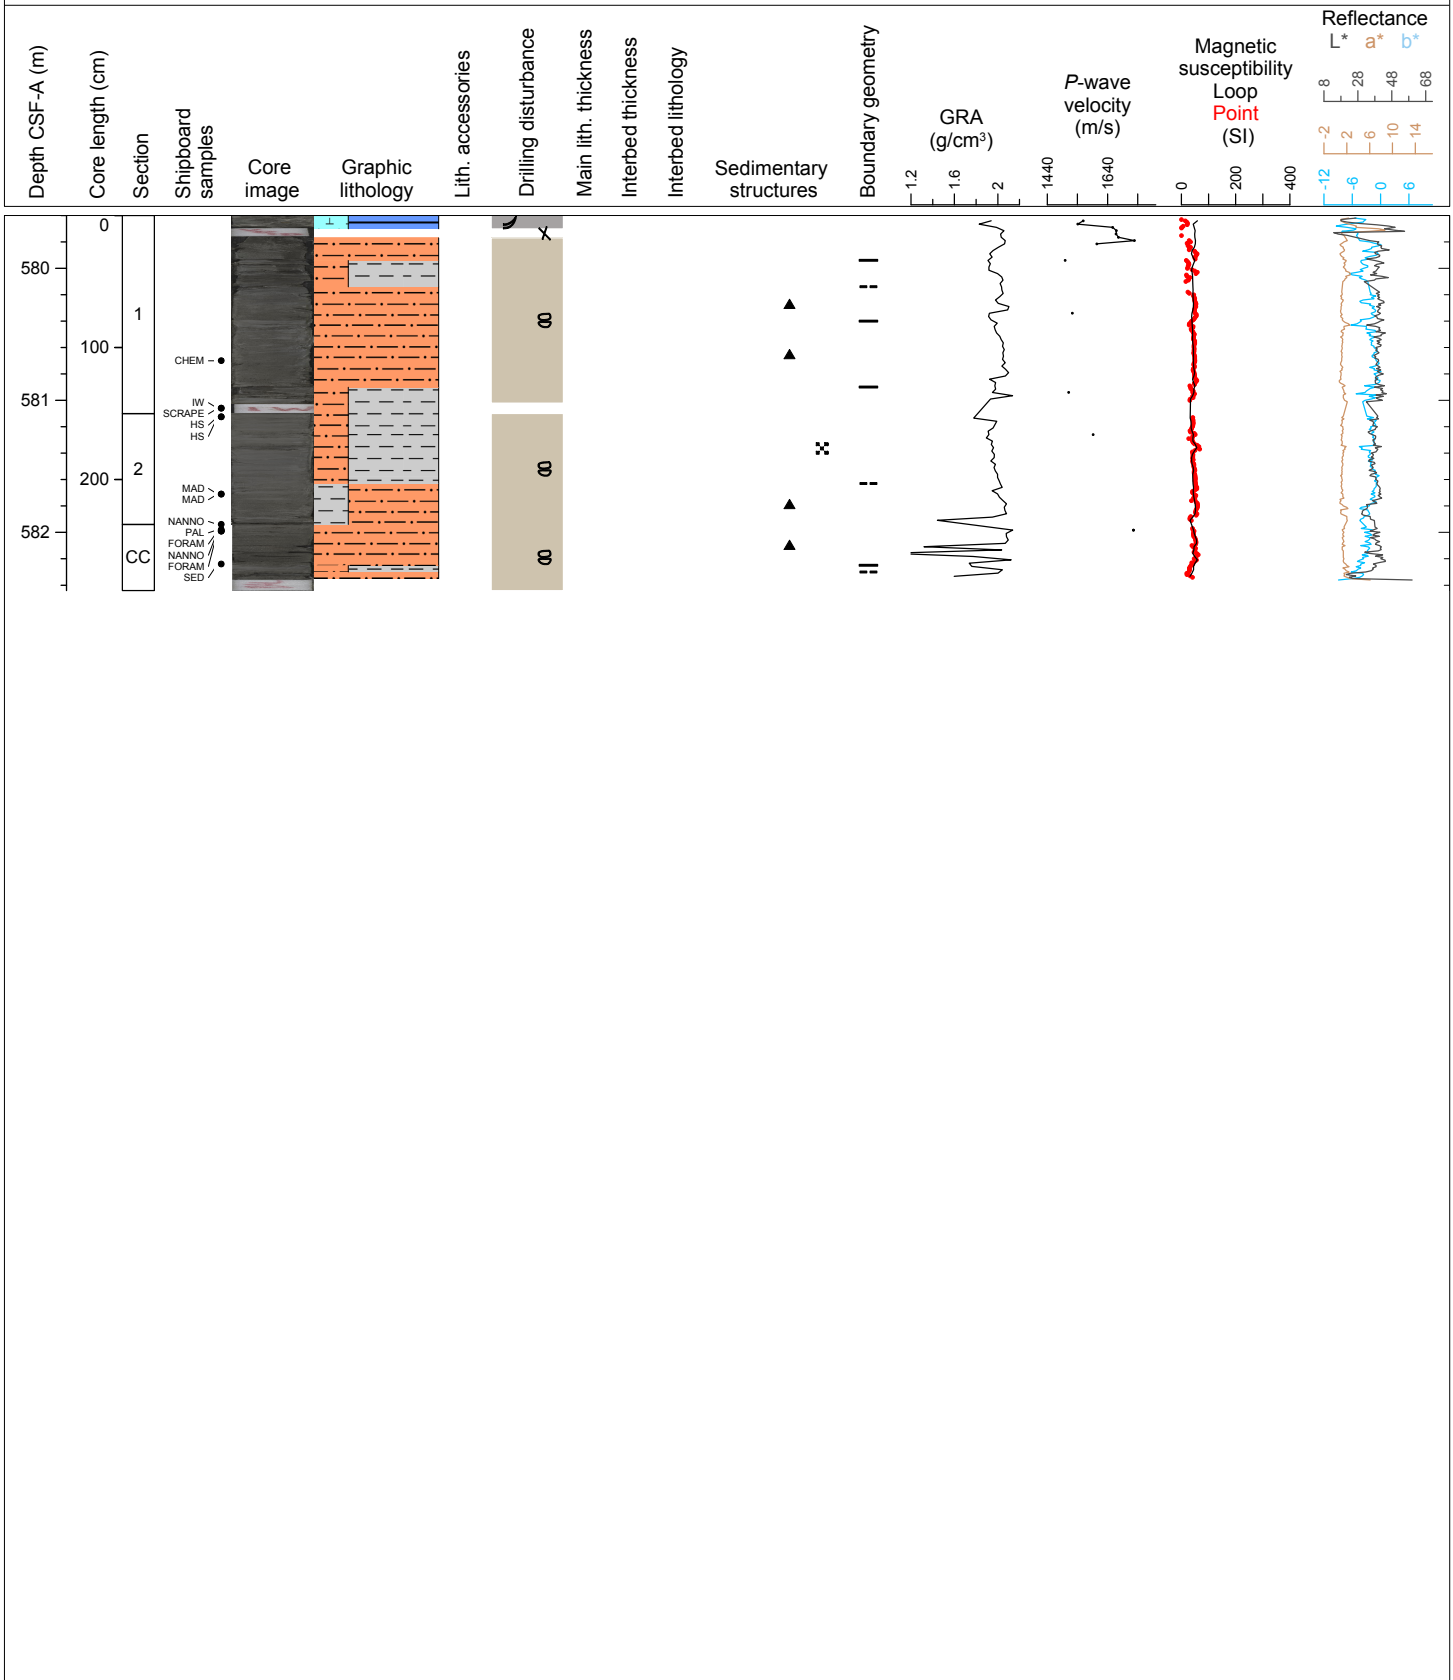 Depth CSF-A (m)
Core length (cm)
Section
Shipboard
samples
Core
image
Graphic
lithology
Lith. accessories
Drilling disturbance
Main lith. thickness
Interbed thickness
Interbed lithology
Sedimentary
structures
Boundary geometry
GRA
(g/cm³)
1.2 1.6 2
P-wave
velocity
(m/s)
1440 1640
Magnetic
susceptibility
Loop
Point
(SI)
0 200 400
Reflectance
L* a* b*
8 28 48 68
-2 2 6 10 14
-12 -6 0 6
580
581
582
0
100
200
1
2
CC
CHEM
IW
SCRAPE
HS
HS
MAD
MAD
NANNO
PAL
FORAM
NANNO
FORAM
SED